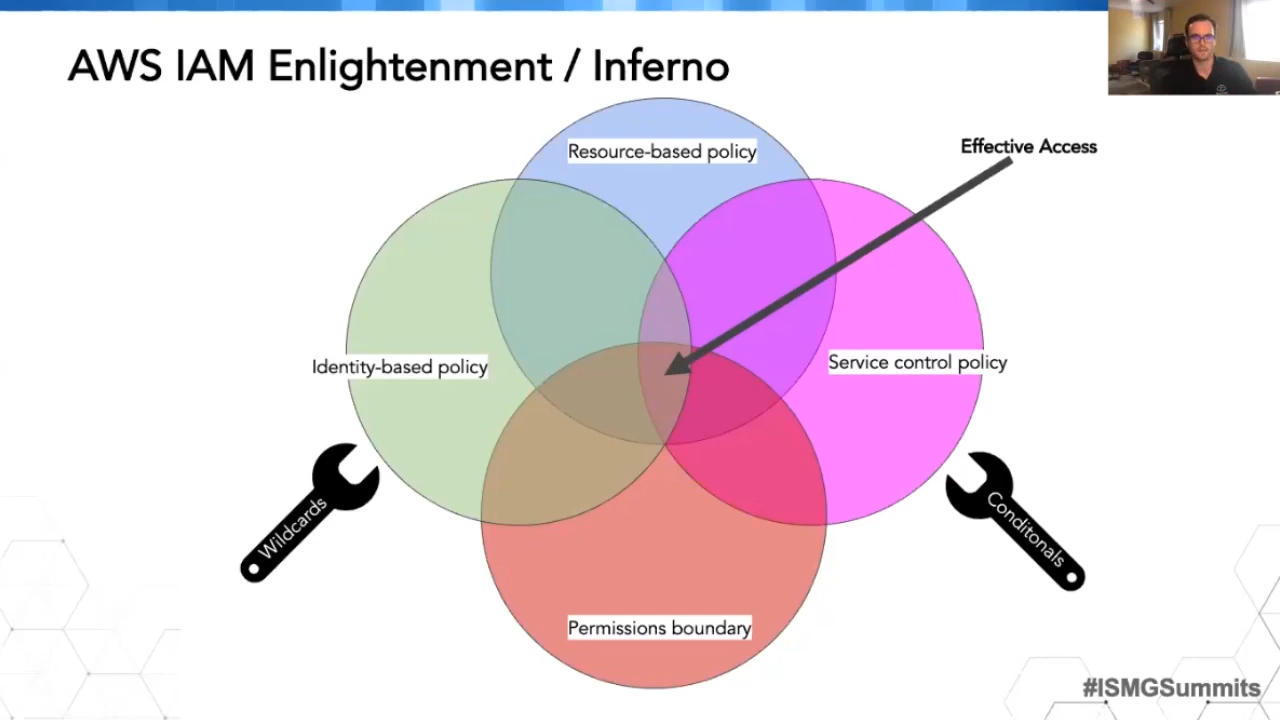 AWS IAM Enlightenment / Inferno
Resource-based policy
Effective Access
Identity-based policy
Service control policy
Wildcards
Conditonals
Permissions boundary
#ISMGSummits